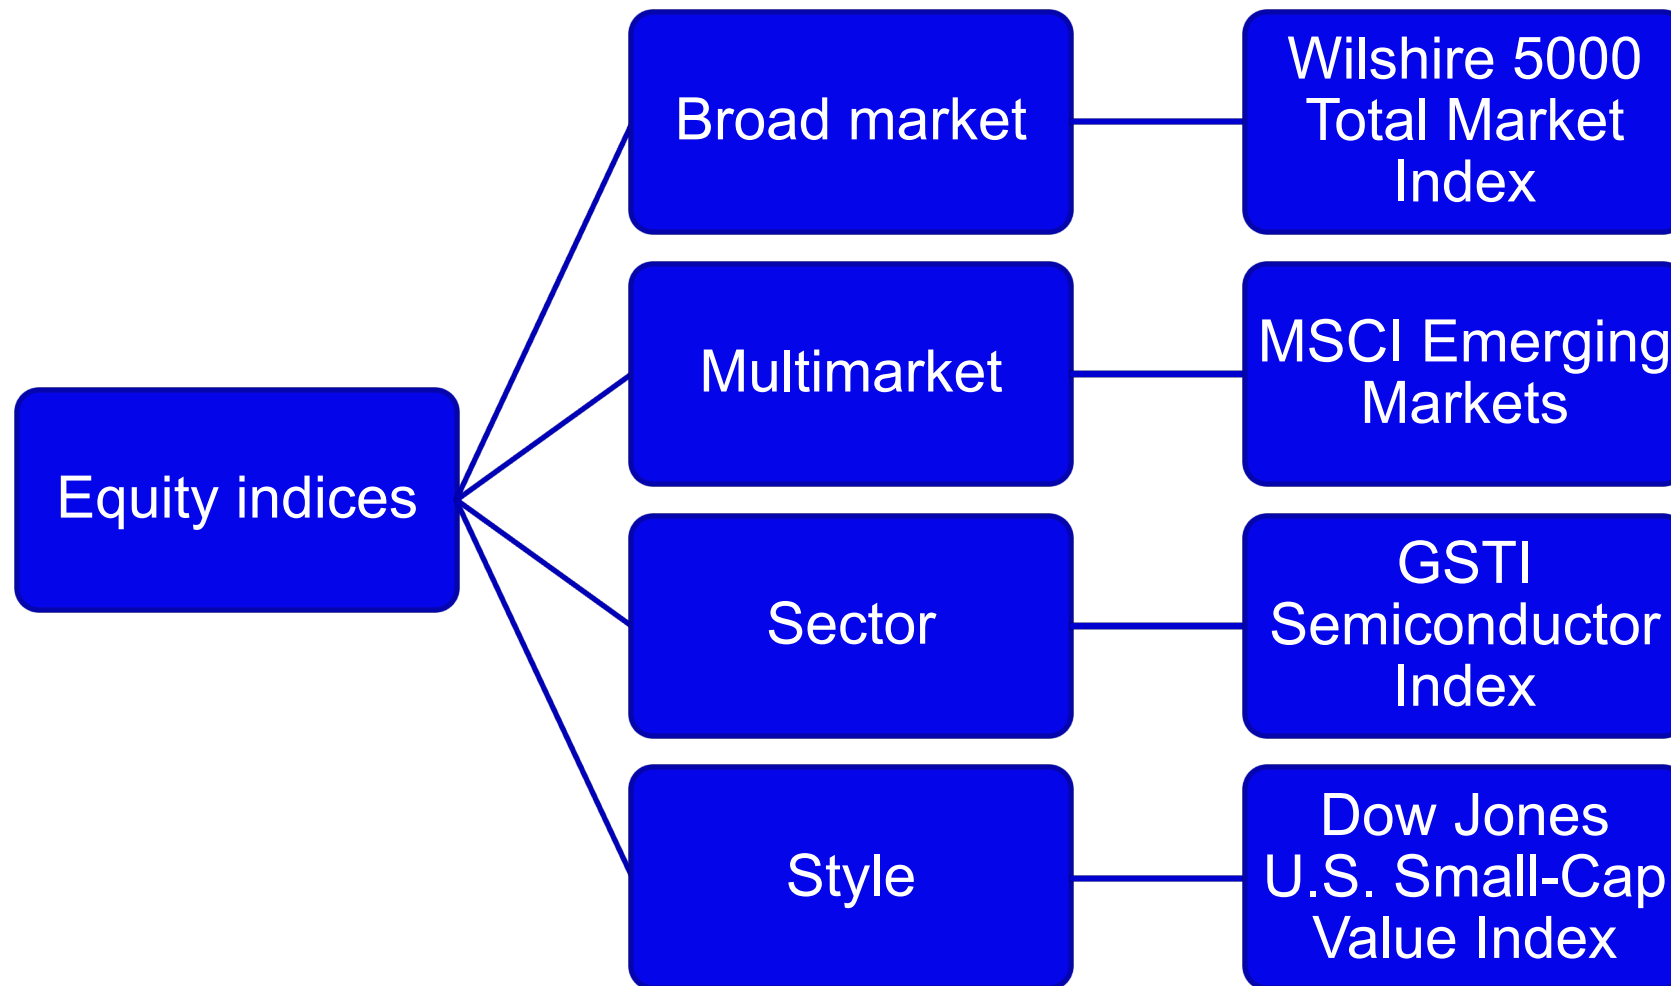 Equity indices
Broad market
Wilshire 5000
Total Market
Index
Multimarket
MSCI Emerging
Markets
Sector
GSTI
Semiconductor
Index
Style
Dow Jones
U.S. Small-Cap
Value Index